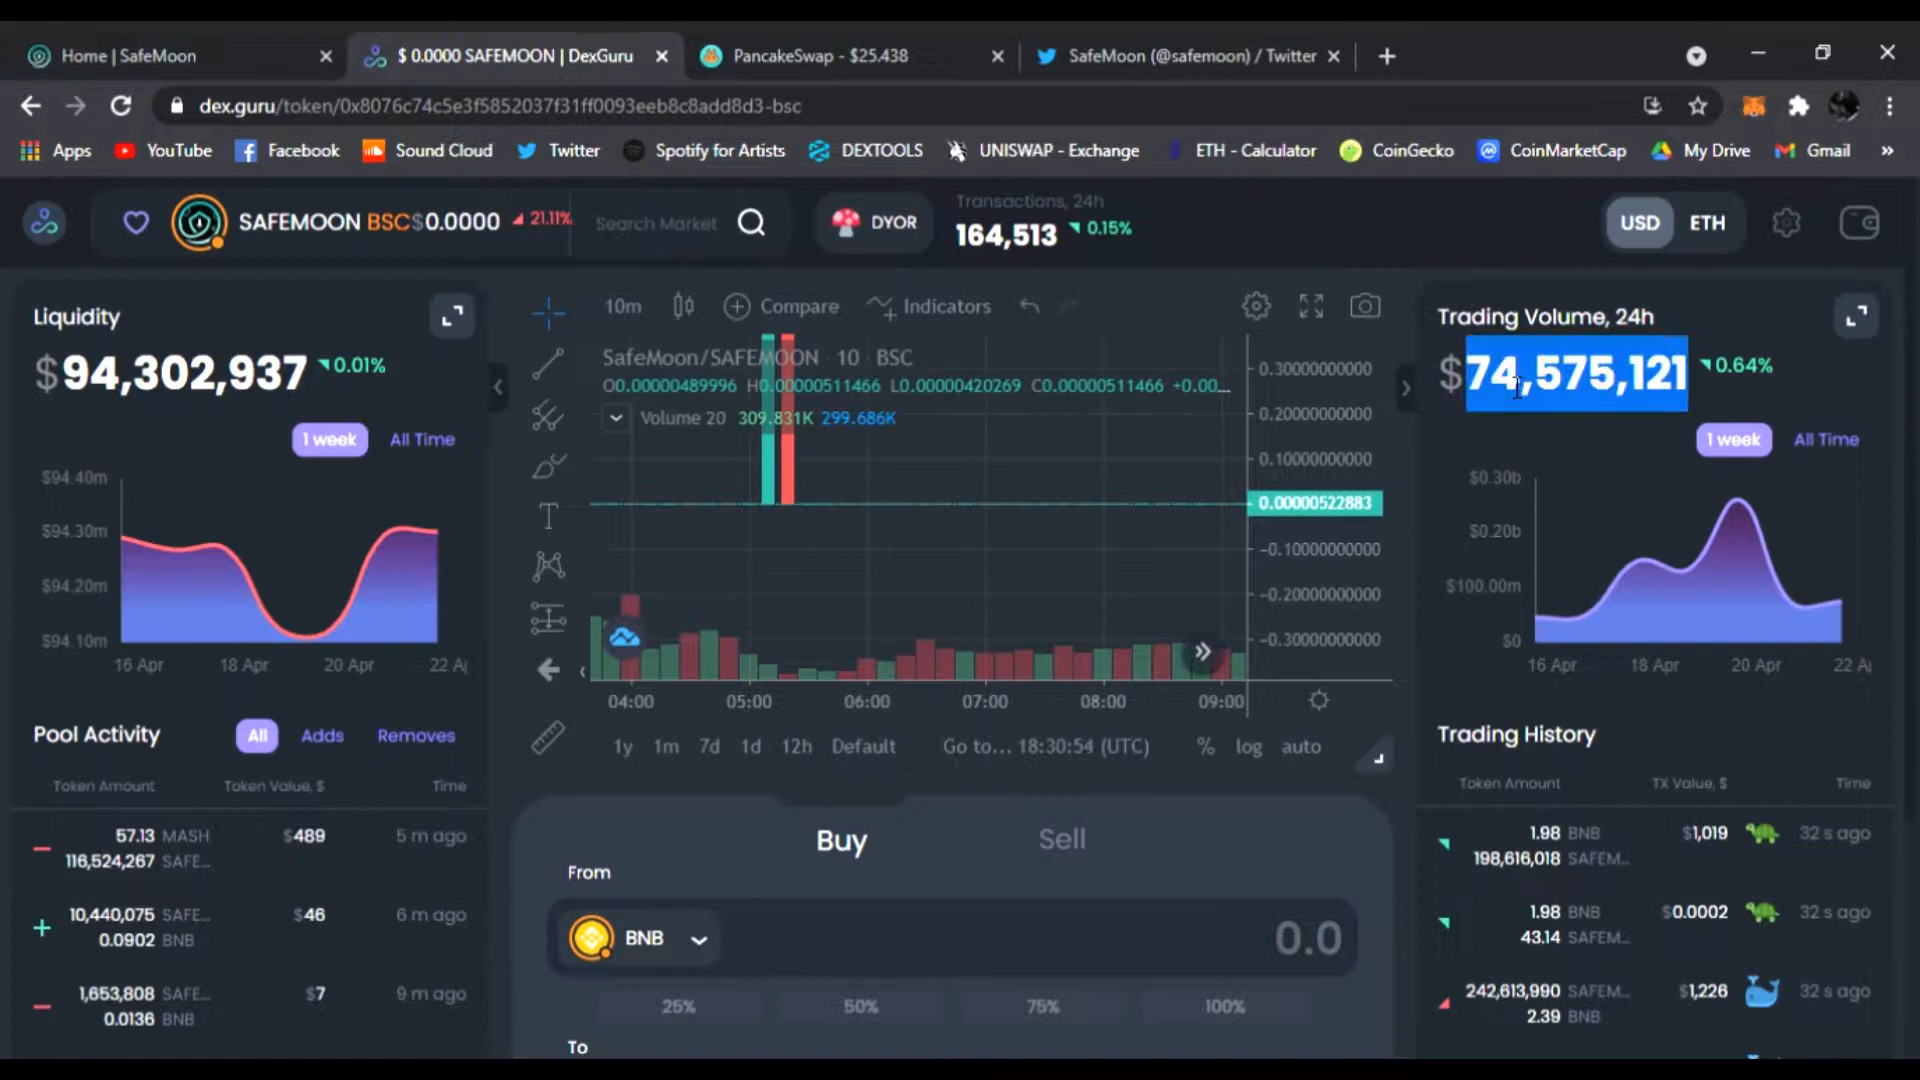 Home | SafeMoon
$ 0.0000 SAFEMOON | DexGuru
PancakeSwap - $25.438
SafeMoon (@safemoon) / Twitter
dex.guru/token/0x8076c74c5e3f5852037f31ff0093eeb8c8add8d3-bsc
Apps YouTube Facebook Sound Cloud Twitter Spotify for Artists DEXTOOLS UNISWAP - Exchange ETH - Calculator CoinGecko CoinMarketCap My Drive Gmail »
SAFEMOON BSC $0.0000 21.11%
Search Market
DYOR
Transactions, 24h
164,513 0.15%
USD ETH
Liquidity
$94,302,937 0.01%
1 week All Time
$94.40m
$94.30m
$94.20m
$94.10m
16 Apr 18 Apr 20 Apr 22 A
Pool Activity All Adds Removes
Token Amount Token Value, $ Time
57.13 MASH $489 5 m ago
116,524,267 SAFE...
10,440,075 SAFE... $46 6 m ago
0.0902 BNB
1,653,808 SAFE... $7 9 m ago
0.0136 BNB
10m Compare Indicators
SafeMoon/SAFEMOON · 10 · BSC
O0.00000489996 H0.00000511466 L0.00000420269 C0.00000511466 +0.00...
Volume 20 309.831K 299.686K
0.30000000000
0.20000000000
0.10000000000
0.00000522883
-0.10000000000
-0.20000000000
-0.30000000000
04:00 05:00 06:00 07:00 08:00 09:00
1y 1m 7d 1d 12h Default Go to... 18:30:54 (UTC) % log auto
Buy Sell
From
BNB 0.0
25% 50% 75% 100%
To
Trading Volume, 24h
$74,575,121 0.64%
1 week All Time
$0.30b
$0.20b
$100.00m
$0
16 Apr 18 Apr 20 Apr 22 A
Trading History
Token Amount TX Value, $ Time
1.98 BNB $1,019 32 s ago
198,616,018 SAFEM...
1.98 BNB $0.0002 32 s ago
43.14 SAFEM...
242,613,990 SAFEM... $1,226 32 s ago
2.39 BNB